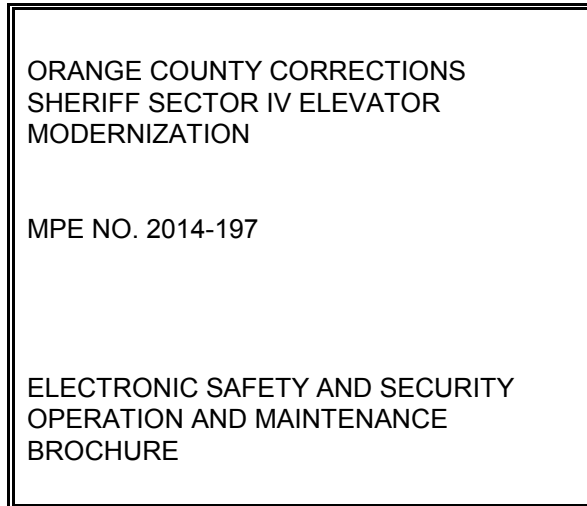 ORANGE COUNTY CORRECTIONS
SHERIFF SECTOR IV ELEVATOR
MODERNIZATION
MPE NO. 2014-197
ELECTRONIC SAFETY AND SECURITY
OPERATION AND MAINTENANCE
BROCHURE